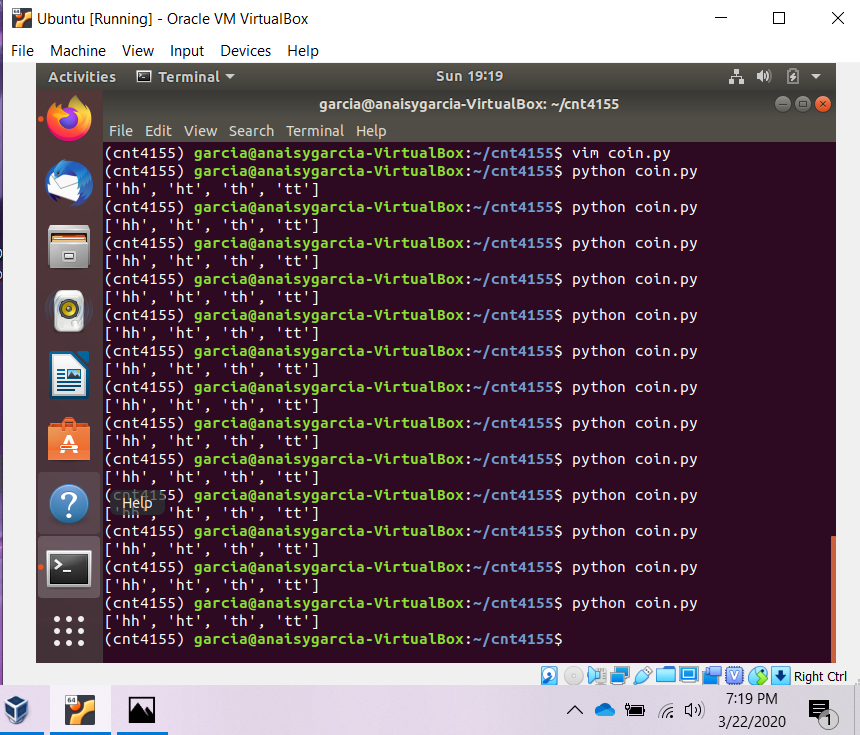 Ubuntu [Running] - Oracle VM VirtualBox
File Machine View Input Devices Help
Activities Terminal Sun 19:19
garcia@anaisygarcia-VirtualBox: ~/cnt4155
File Edit View Search Terminal Help
(cnt4155) garcia@anaisygarcia-VirtualBox:~/cnt4155$ vim coin.py
(cnt4155) garcia@anaisygarcia-VirtualBox:~/cnt4155$ python coin.py
['hh', 'ht', 'th', 'tt']
(cnt4155) garcia@anaisygarcia-VirtualBox:~/cnt4155$ python coin.py
['hh', 'ht', 'th', 'tt']
(cnt4155) garcia@anaisygarcia-VirtualBox:~/cnt4155$ python coin.py
['hh', 'ht', 'th', 'tt']
(cnt4155) garcia@anaisygarcia-VirtualBox:~/cnt4155$ python coin.py
['hh', 'ht', 'th', 'tt']
(cnt4155) garcia@anaisygarcia-VirtualBox:~/cnt4155$ python coin.py
['hh', 'ht', 'th', 'tt']
(cnt4155) garcia@anaisygarcia-VirtualBox:~/cnt4155$ python coin.py
['hh', 'ht', 'th', 'tt']
(cnt4155) garcia@anaisygarcia-VirtualBox:~/cnt4155$ python coin.py
['hh', 'ht', 'th', 'tt']
(cnt4155) garcia@anaisygarcia-VirtualBox:~/cnt4155$ python coin.py
['hh', 'ht', 'th', 'tt']
(cnt4155) garcia@anaisygarcia-VirtualBox:~/cnt4155$ python coin.py
['hh', 'ht', 'th', 'tt']
(cnt4155) garcia@anaisygarcia-VirtualBox:~/cnt4155$ python coin.py
Help
['hh', 'ht', 'th', 'tt']
(cnt4155) garcia@anaisygarcia-VirtualBox:~/cnt4155$ python coin.py
['hh', 'ht', 'th', 'tt']
(cnt4155) garcia@anaisygarcia-VirtualBox:~/cnt4155$ python coin.py
['hh', 'ht', 'th', 'tt']
(cnt4155) garcia@anaisygarcia-VirtualBox:~/cnt4155$ python coin.py
['hh', 'ht', 'th', 'tt']
(cnt4155) garcia@anaisygarcia-VirtualBox:~/cnt4155$
Right Ctrl
64
7:19 PM
3/22/2020
1